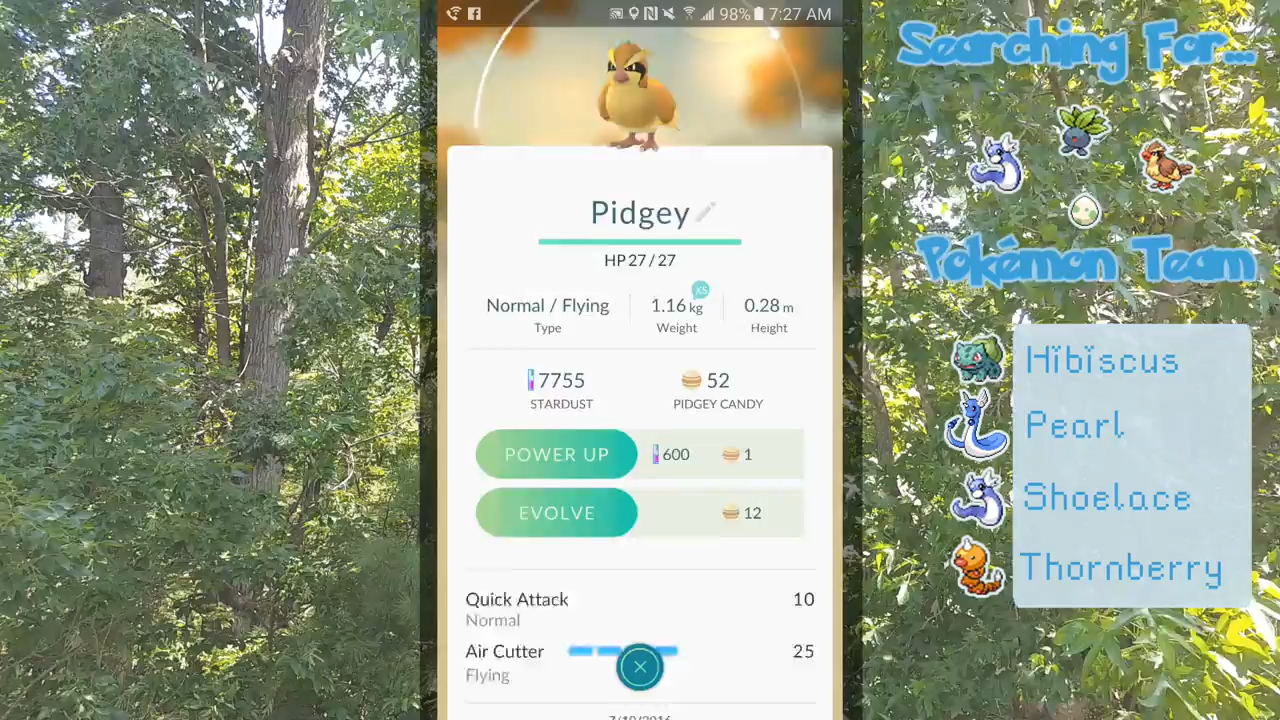 98% 7:27 AM
Pidgey
HP 27 / 27
Normal / Flying
Type
XS
1.16 kg
Weight
0.28 m
Height
7755
STARDUST
52
PIDGEY CANDY
POWER UP 600 1
EVOLVE 12
Quick Attack 10
Normal
Air Cutter 25
Flying
Searching For...
Pokémon Team
Hibiscus
Pearl
Shoelace
Thornberry